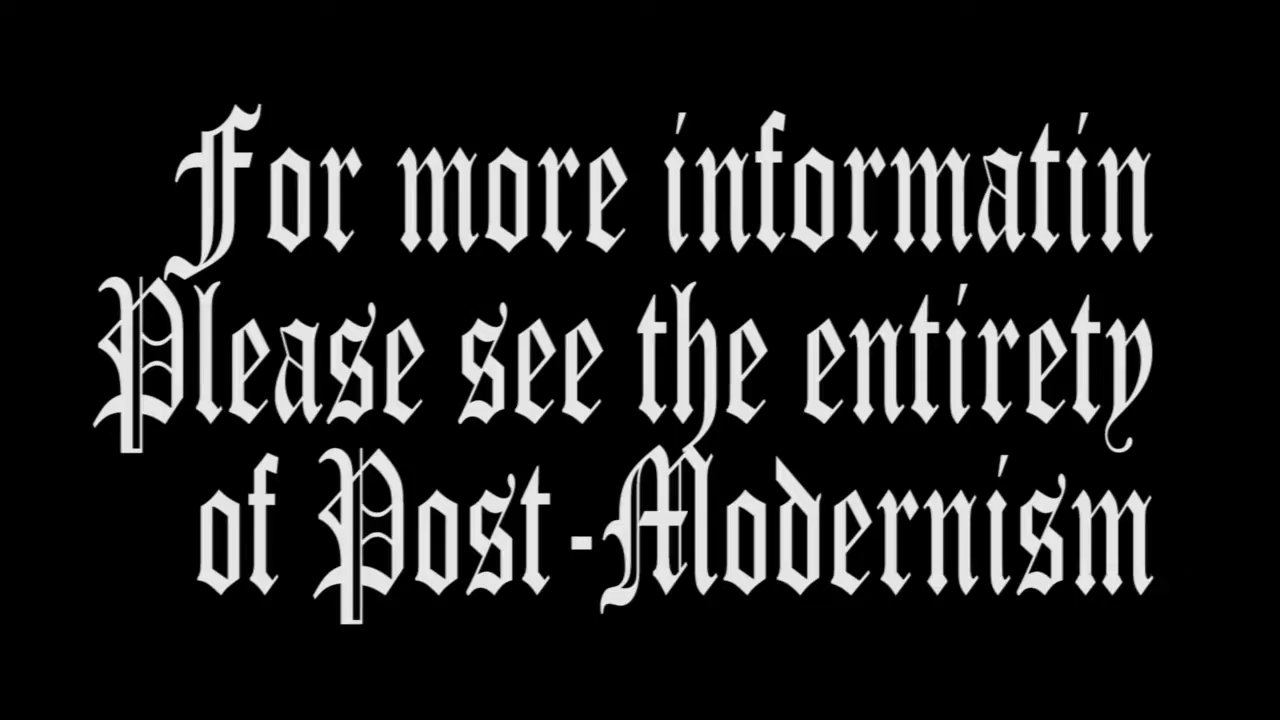 For more informatin
Please see the entirety
of Post-Modernism